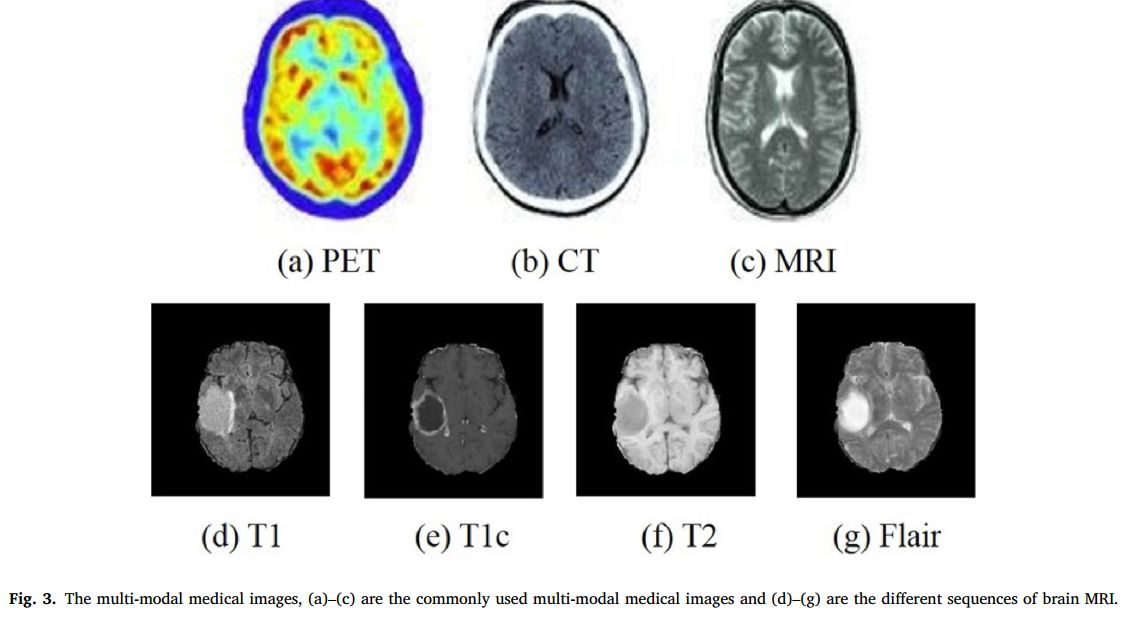 (a) PET
(b) CT
(c) MRI
(d) T1
(e) T1c
(f) T2
(g) Flair
Fig. 3. The multi-modal medical images, (a)–(c) are the commonly used multi-modal medical images and (d)–(g) are the different sequences of brain MRI.